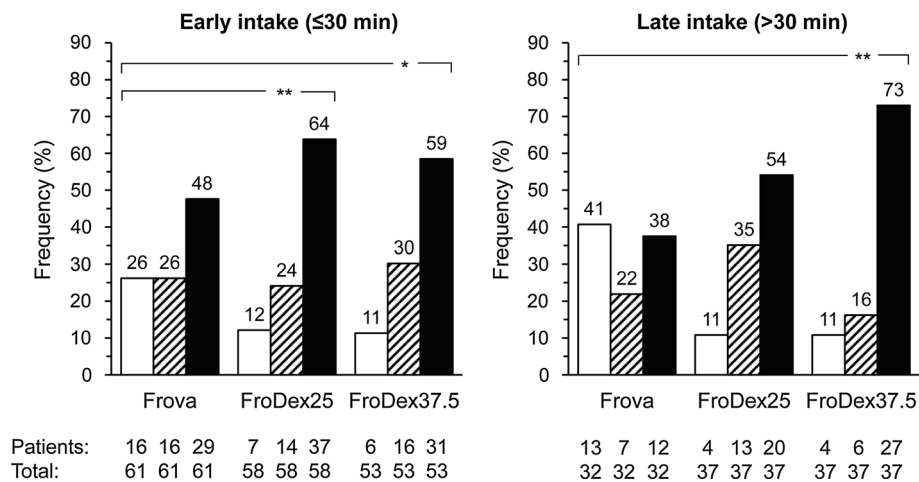 Early intake (≤30 min)
Frequency (%)
90
80
70
60
50
40
30
20
10
0
*
**
26 26 48
12 24 64
11 30 59
Frova FroDex25 FroDex37.5
Late intake (>30 min)
Frequency (%)
90
80
70
60
50
40
30
20
10
0
**
41 22 38
11 35 54
11 16 73
Frova FroDex25 FroDex37.5
Patients: 16 16 29 7 14 37 6 16 31 13 7 12 4 13 20 4 6 27
Total: 61 61 61 58 58 58 53 53 53 32 32 32 37 37 37 37 37 37